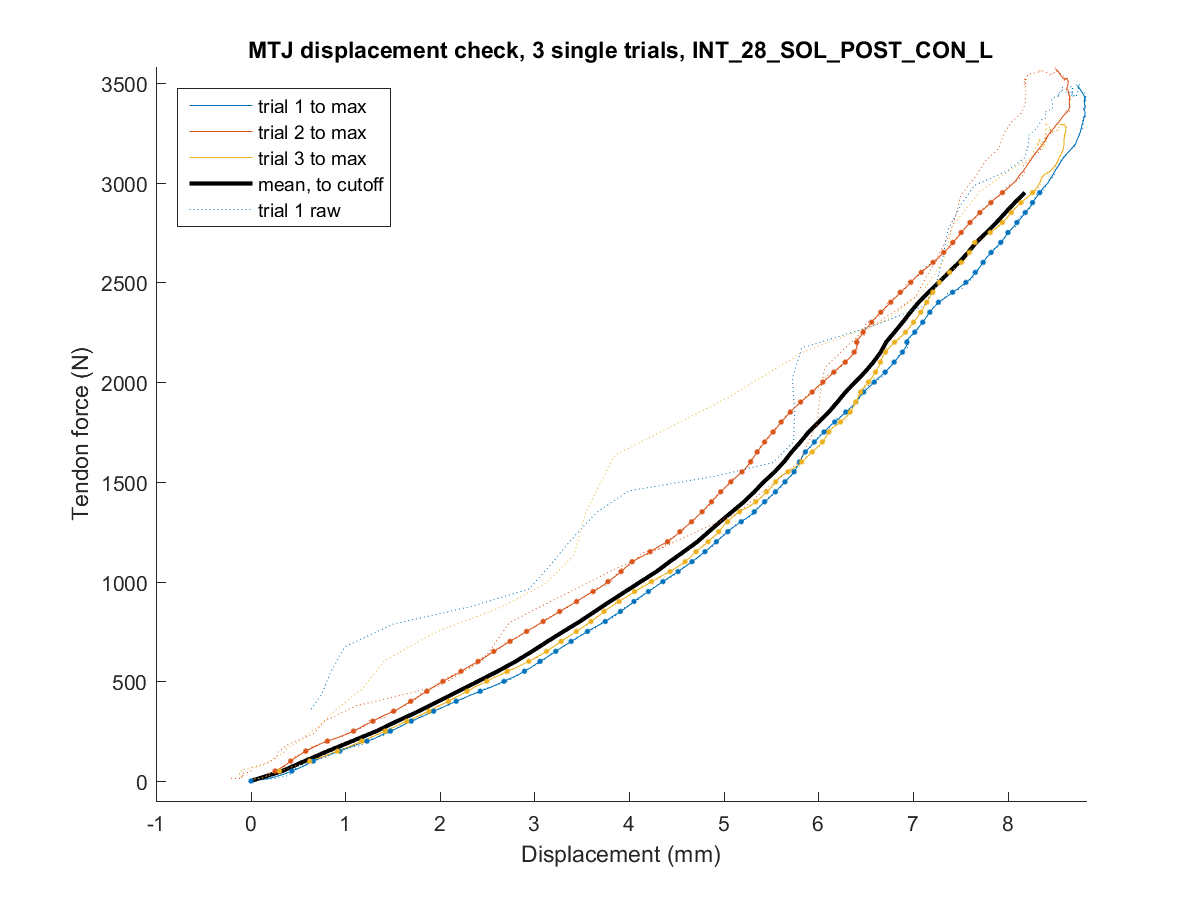 MTJ displacement check, 3 single trials, INT_28_SOL_POST_CON_L
3500
3000
2500
2000
1500
1000
500
0
Tendon force (N)
trial 1 to max
trial 2 to max
trial 3 to max
mean, to cutoff
trial 1 raw
-1 0 1 2 3 4 5 6 7 8
Displacement (mm)